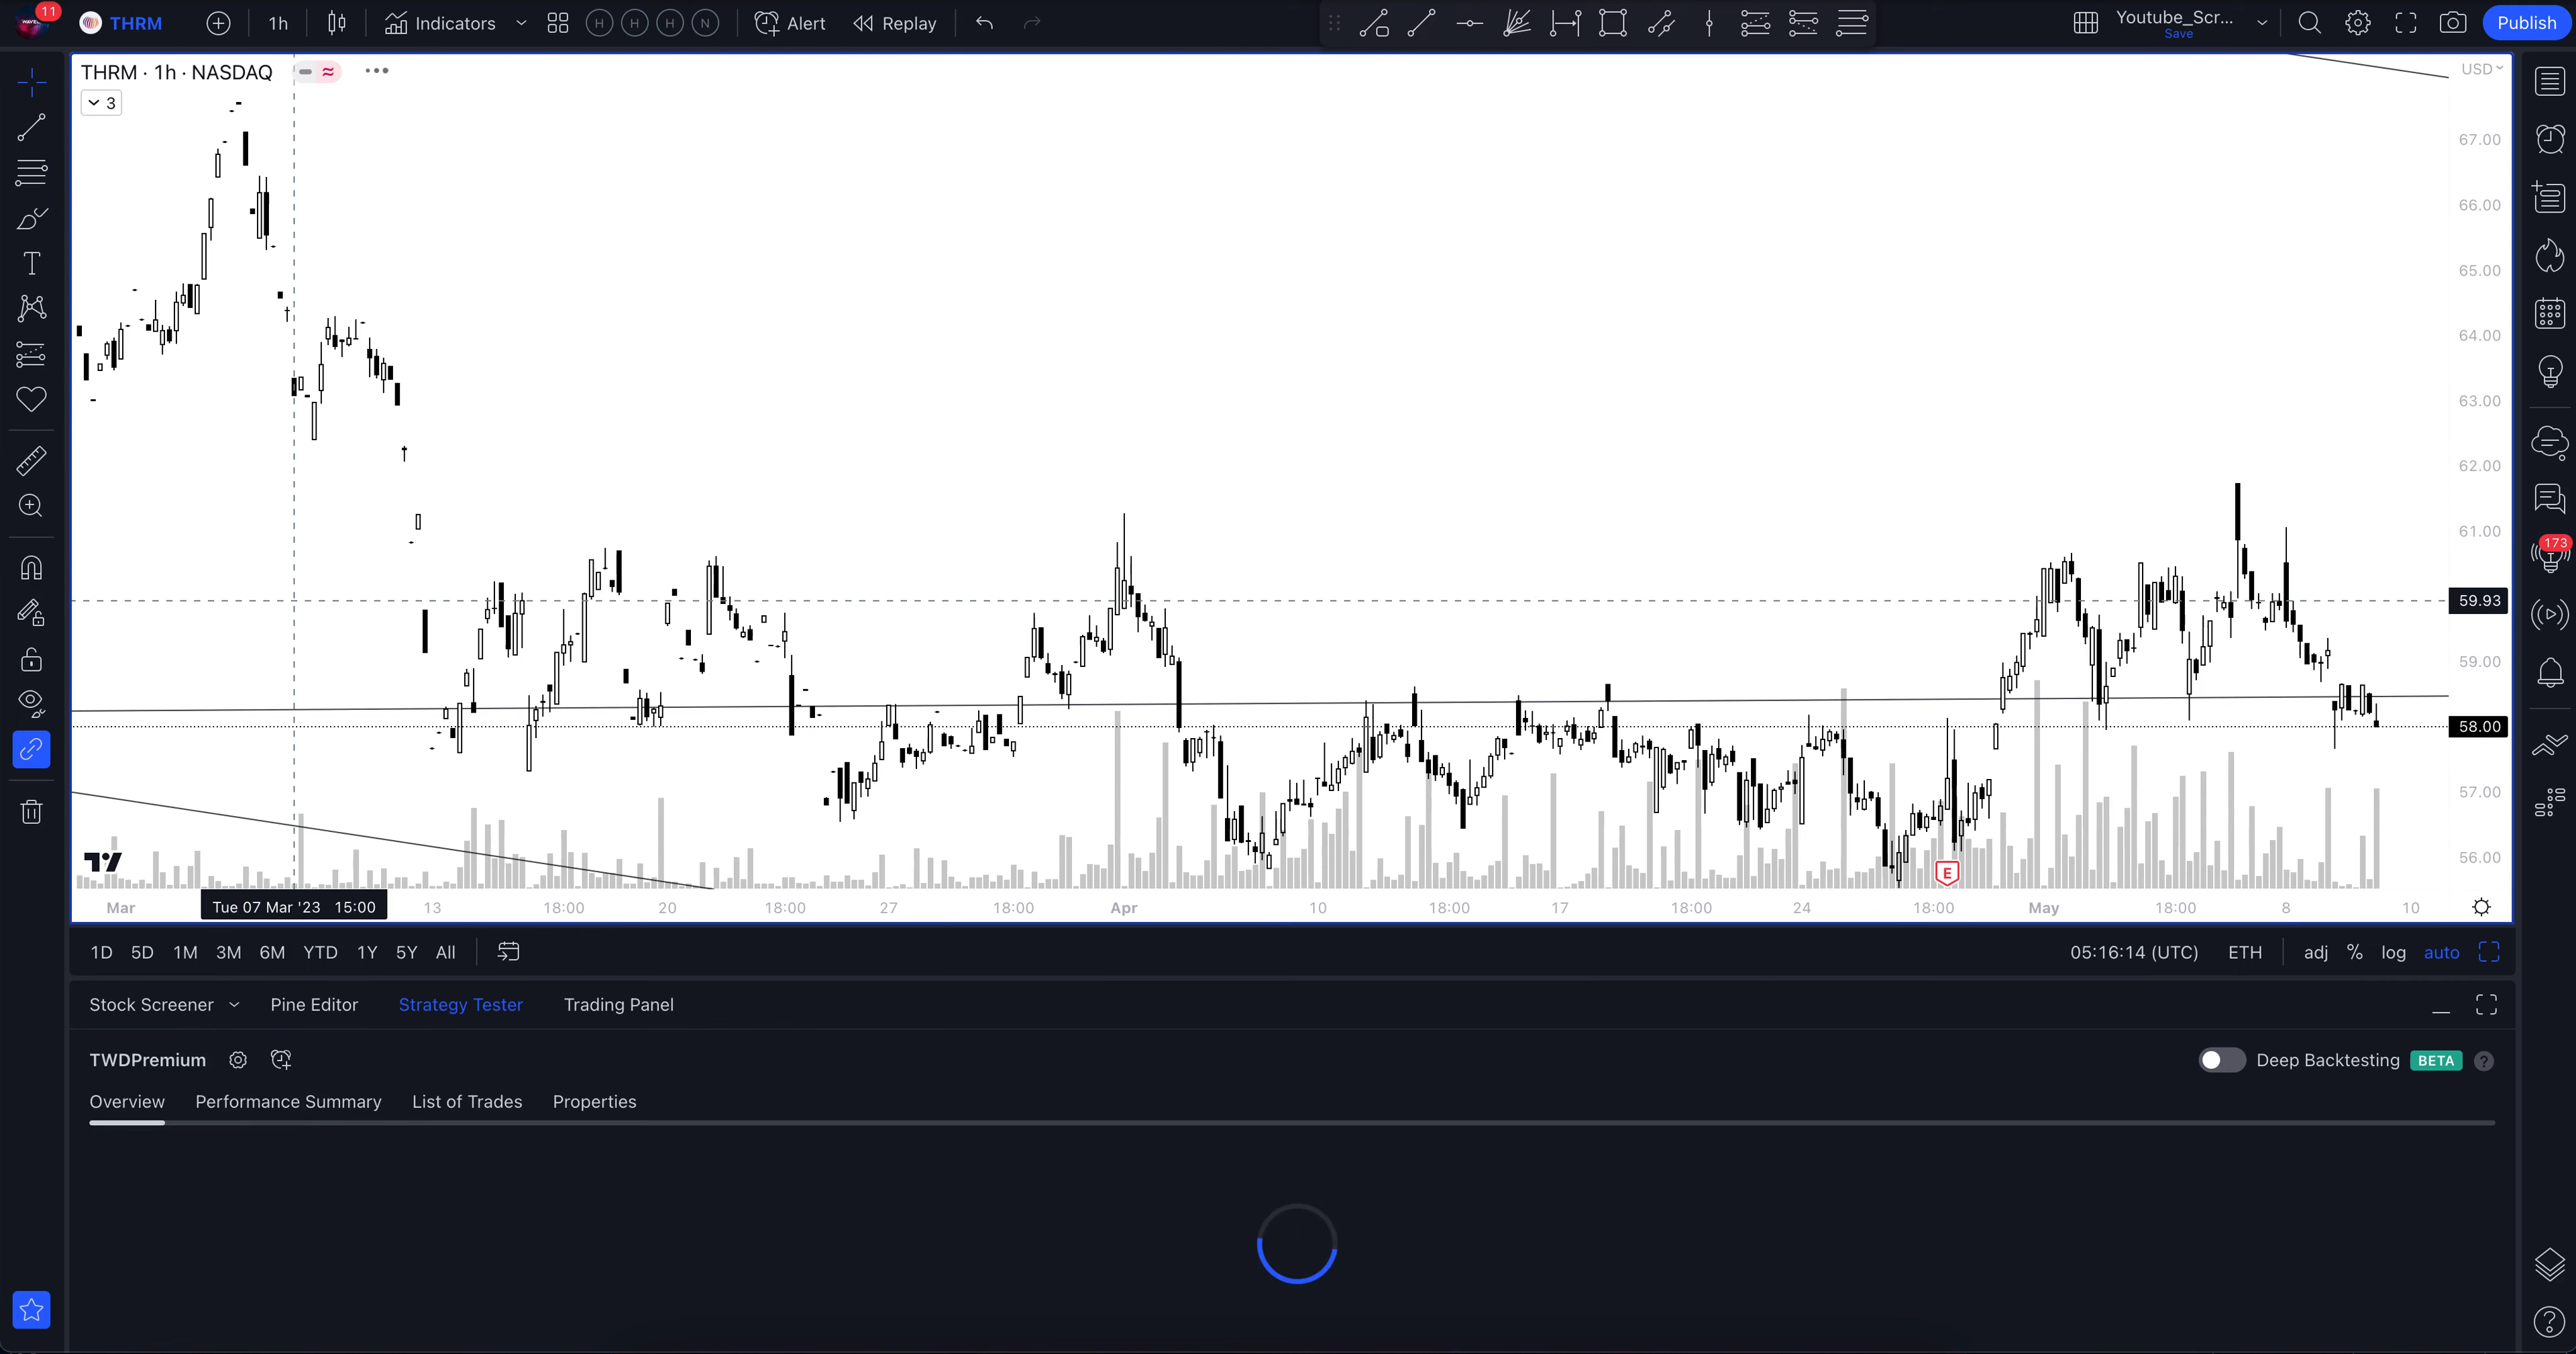 11
THRM
1h
Indicators
H
H
H
N
Alert
Replay
Youtube_Scr...
Save
Publish
THRM · 1h · NASDAQ
3
USD
67.00
66.00
65.00
64.00
63.00
62.00
61.00
59.93
59.00
58.00
57.00
56.00
173
E
Mar
Tue 07 Mar '23 15:00
13
18:00
20
18:00
27
18:00
Apr
10
18:00
17
18:00
24
18:00
May
18:00
8
10
1D 5D 1M 3M 6M YTD 1Y 5Y All
05:16:14 (UTC) ETH adj % log auto
Stock Screener Pine Editor Strategy Tester Trading Panel
TWDPremium
Deep Backtesting BETA ?
Overview Performance Summary List of Trades Properties